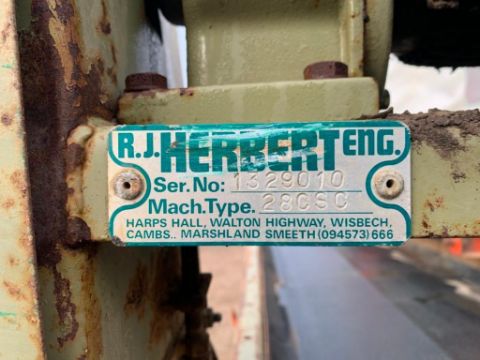 R.J. HERBERT ENG.
Ser. No: 1329010
Mach. Type. 28CSC
HARPS HALL, WALTON HIGHWAY, WISBECH,
CAMBS.. MARSHLAND SMEETH (094573) 666